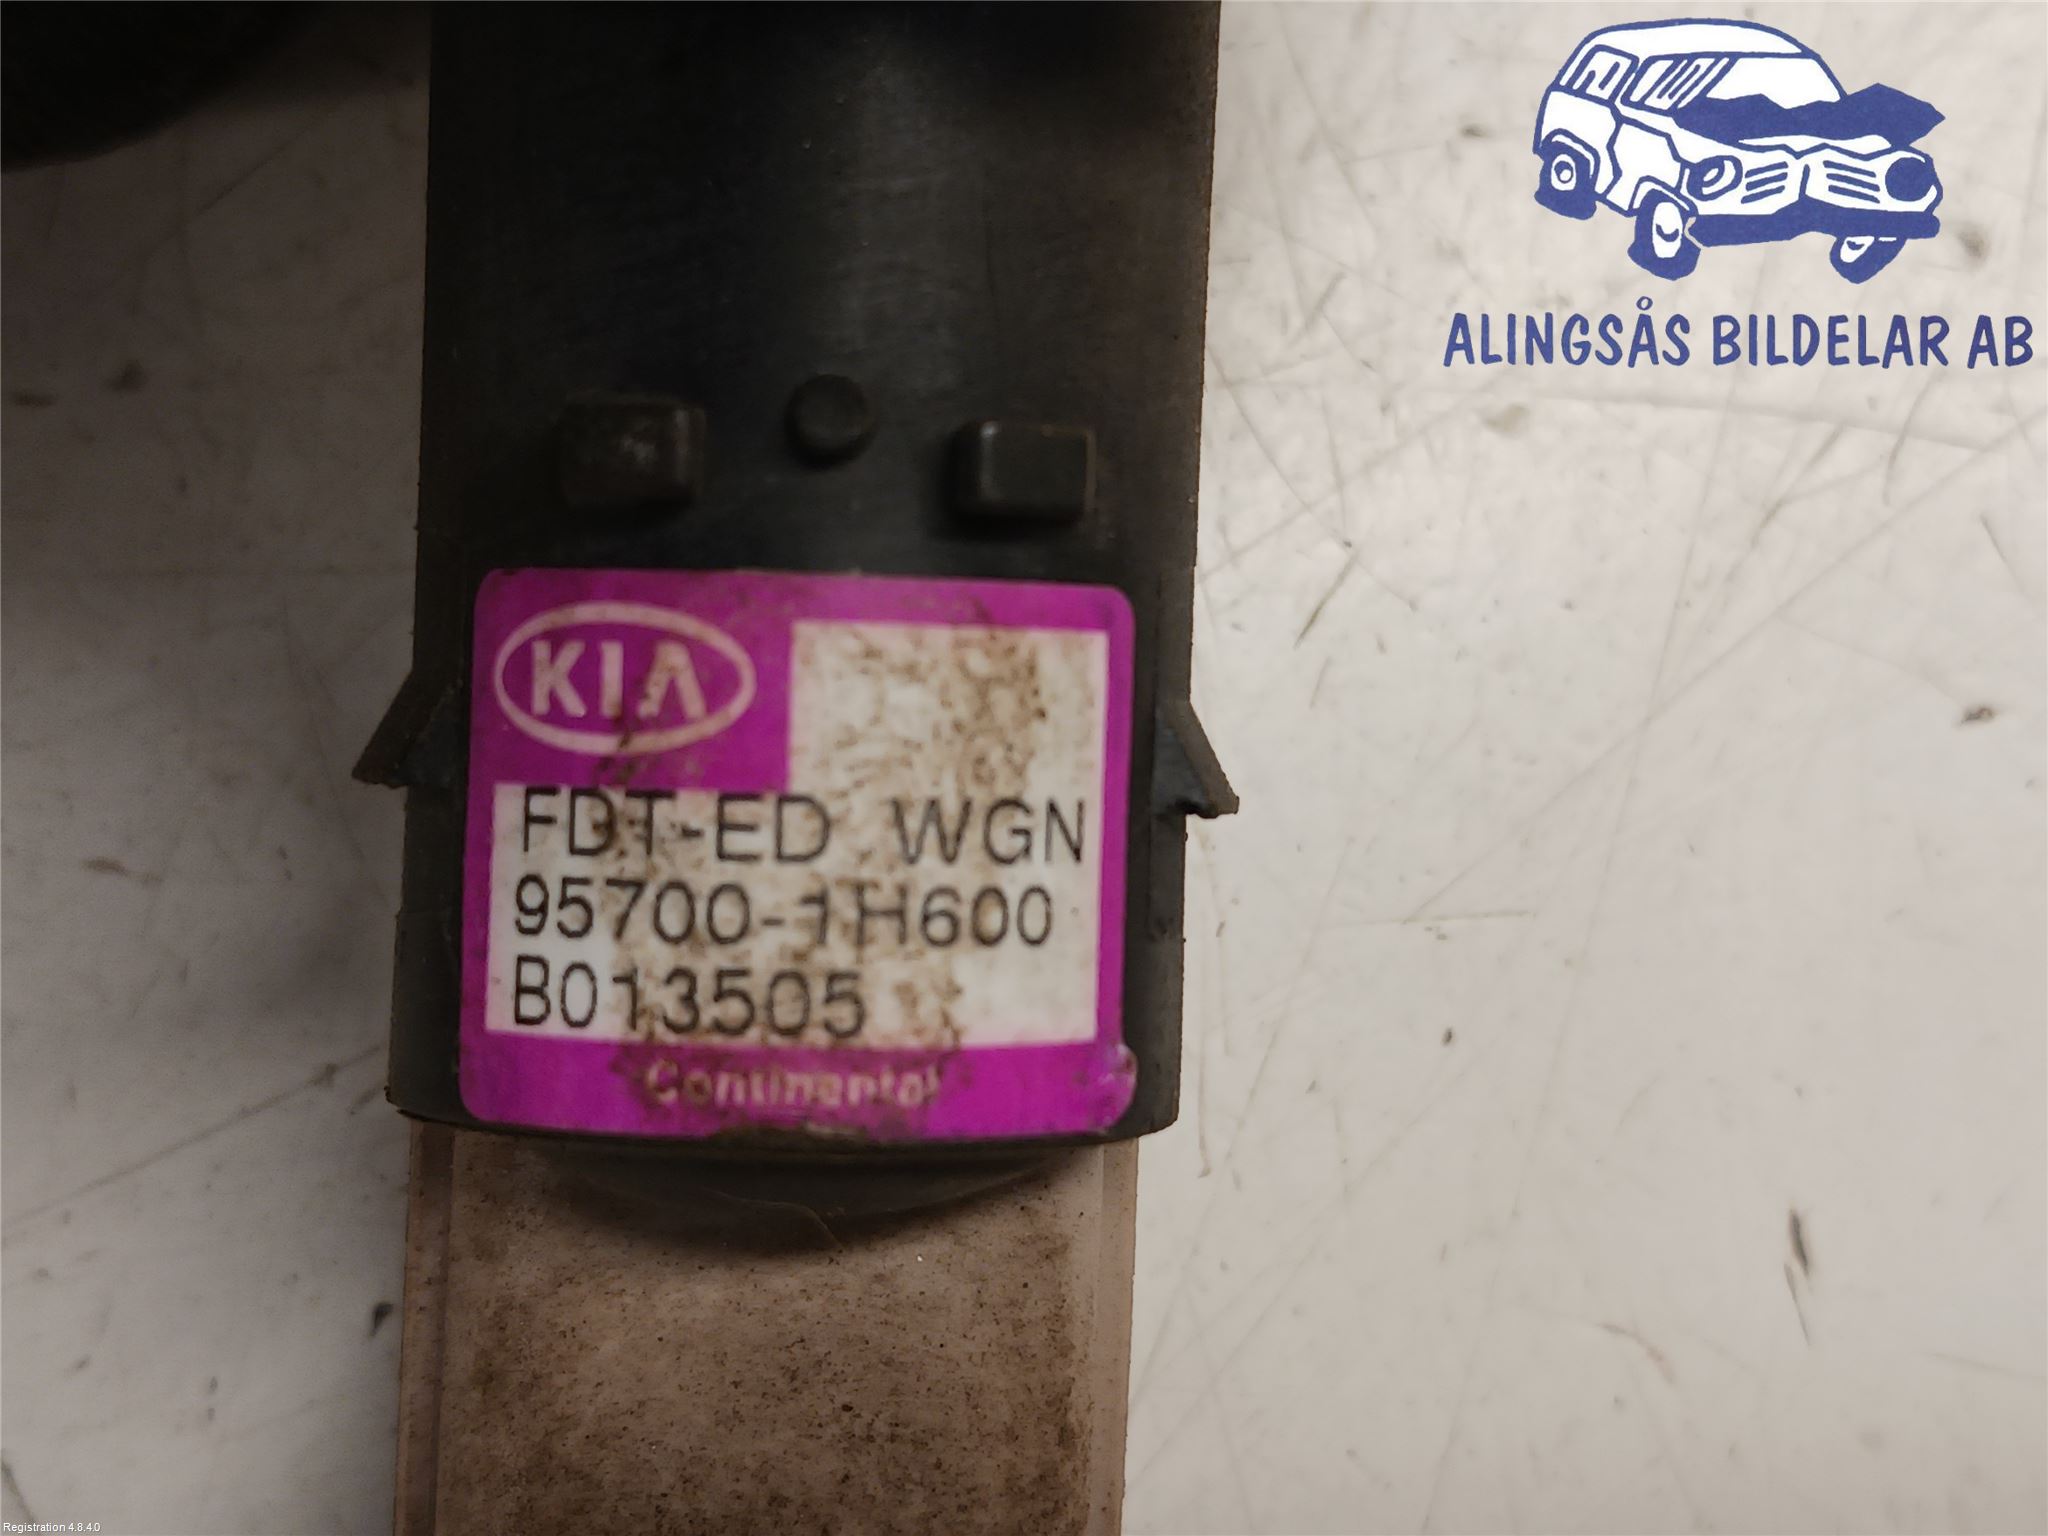 ALINGSÅS BILDELAR AB
KIA
FDT-ED WGN
95700-1H600
B013505
Continental
Registration 4.8.4.0